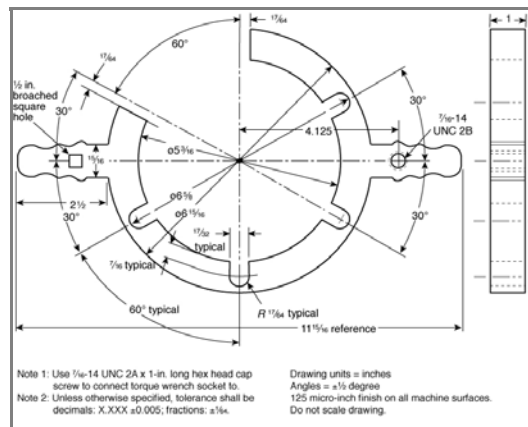 17/64
1
60°
17/64
½ in.
broached
square
hole
30°
30°
ø5 3/16
4.125
7/16-14
UNC 2B
15/16
2½
30°
30°
ø6 15/16
17/32
typical
7/16 typical
60° typical
R 17/64 typical
11 15/16 reference
Note 1: Use 7/16-14 UNC 2A x 1-in. long hex head cap
screw to connect torque wrench socket to.
Note 2: Unless otherwise specified, tolerance shall be
decimals: X.XXX ±0.005; fractions: ±1/64.
Drawing units = inches
Angles = ±½ degree
125 micro-inch finish on all machine surfaces.
Do not scale drawing.